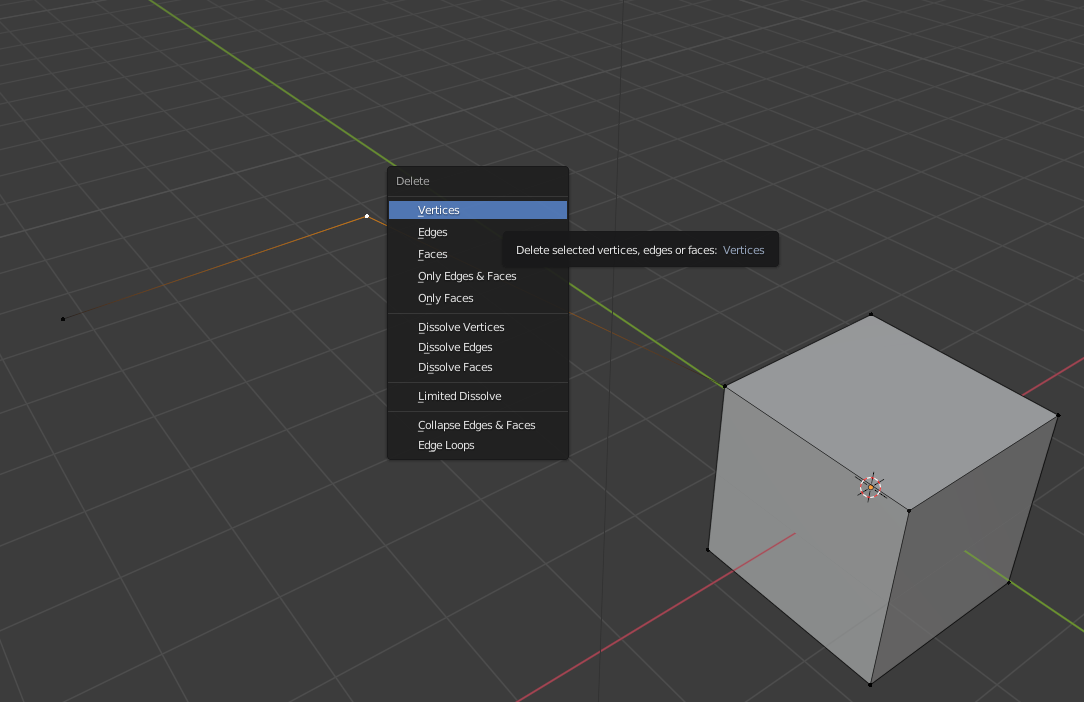 Delete
Vertices
Edges
Delete selected vertices, edges or faces: Vertices
Faces
Only Edges & Faces
Only Faces
Dissolve Vertices
Dissolve Edges
Dissolve Faces
Limited Dissolve
Collapse Edges & Faces
Edge Loops